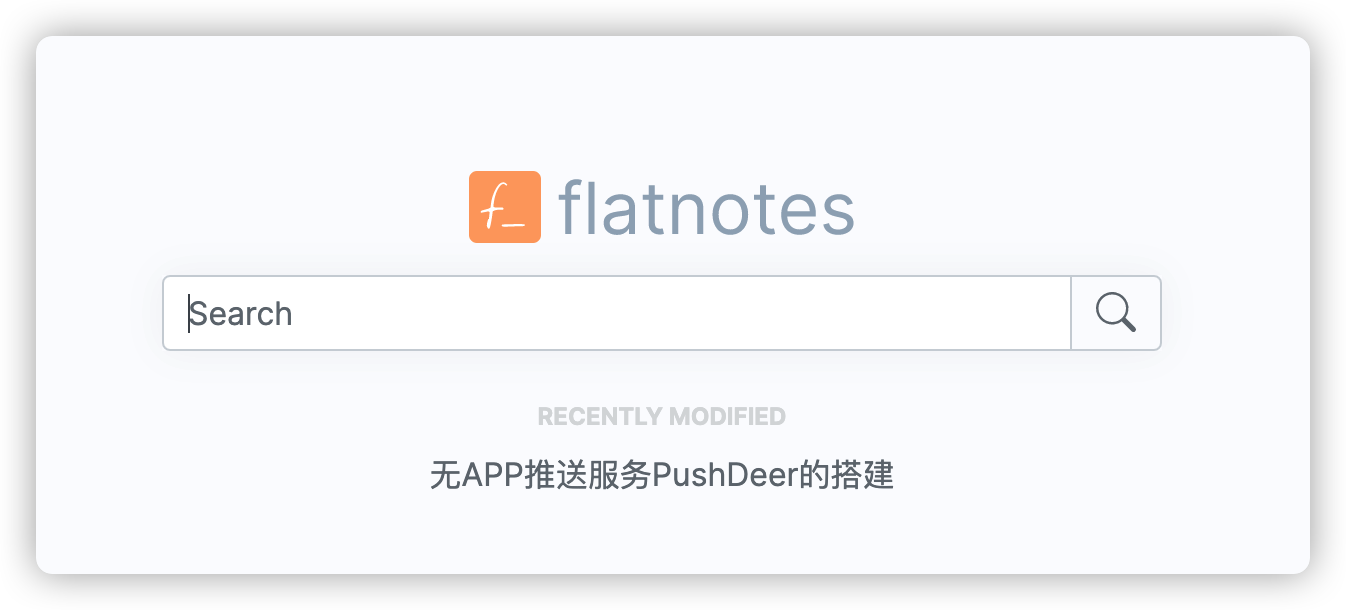 f_ flatnotes
Search
RECENTLY MODIFIED
无APP推送服务PushDeer的搭建